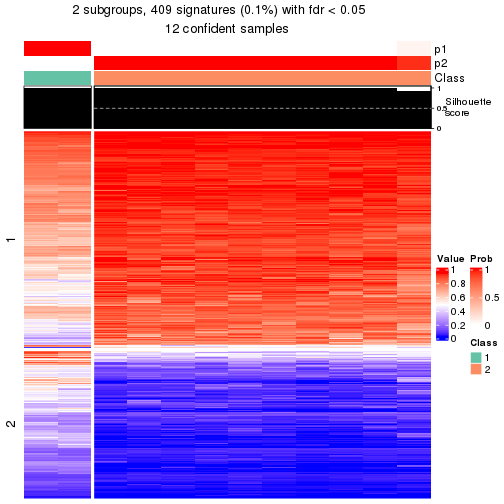 2 subgroups, 409 signatures (0.1%) with fdr < 0.05
12 confident samples
p1
p2
Class
1
0.5
0
Silhouette
score
1
2
Value
1
0.8
0.6
0.4
0.2
0
Prob
1
0.5
0
Class
1
2